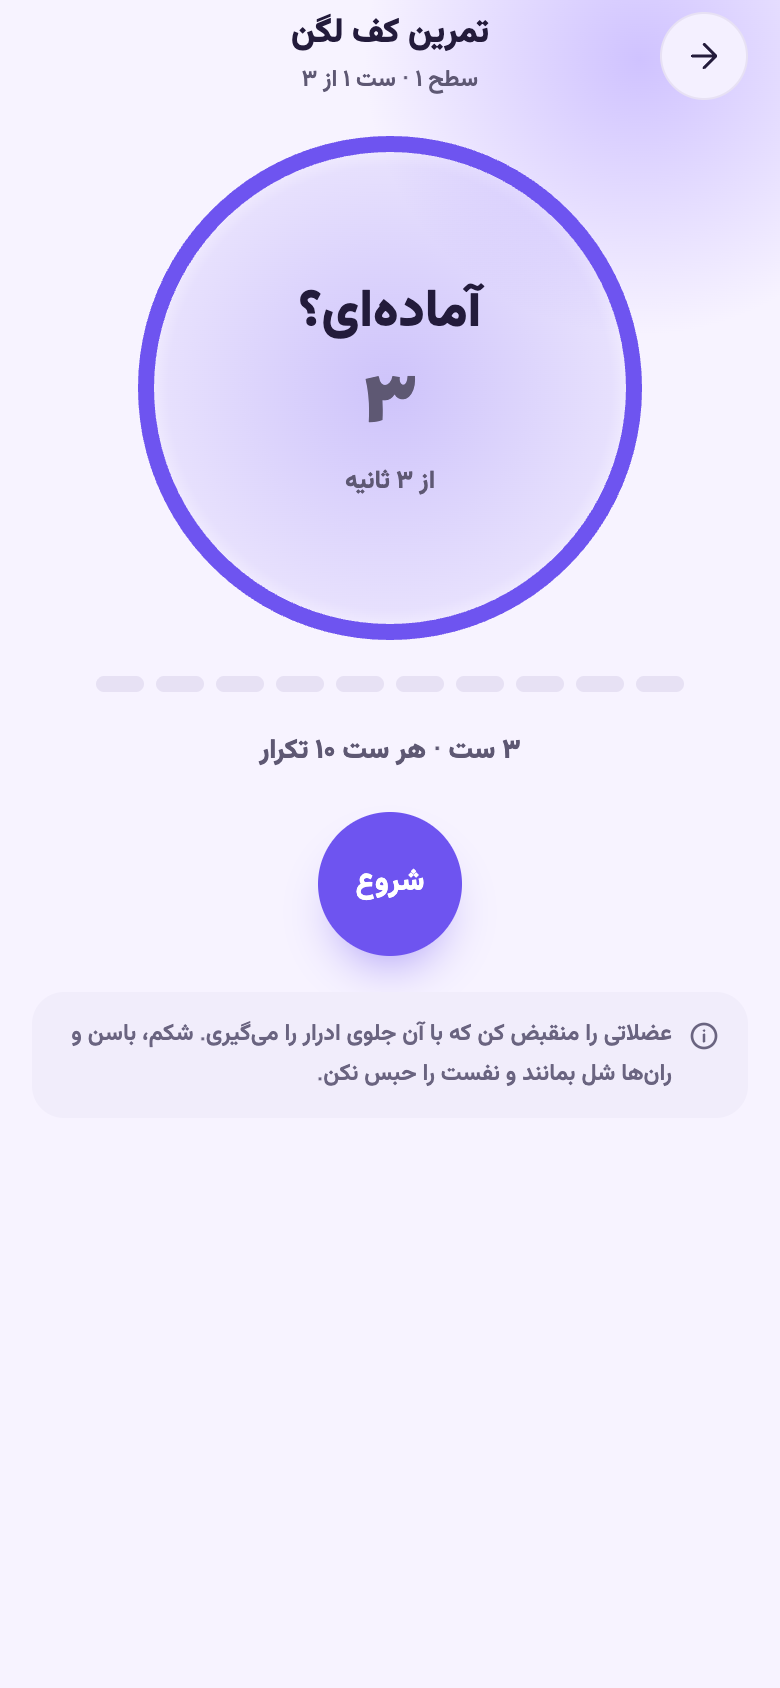 تمرین کف لگن
سطح ۱ · ست ۱ از ۳
آماده‌ای؟
۳
از ۳ ثانیه
۳ ست · هر ست ۱۰ تکرار
شروع
عضلاتی را منقبض کن که با آن جلوی ادرار را می‌گیری. شکم، باسن و
ران‌ها شل بمانند و نفست را حبس نکن.